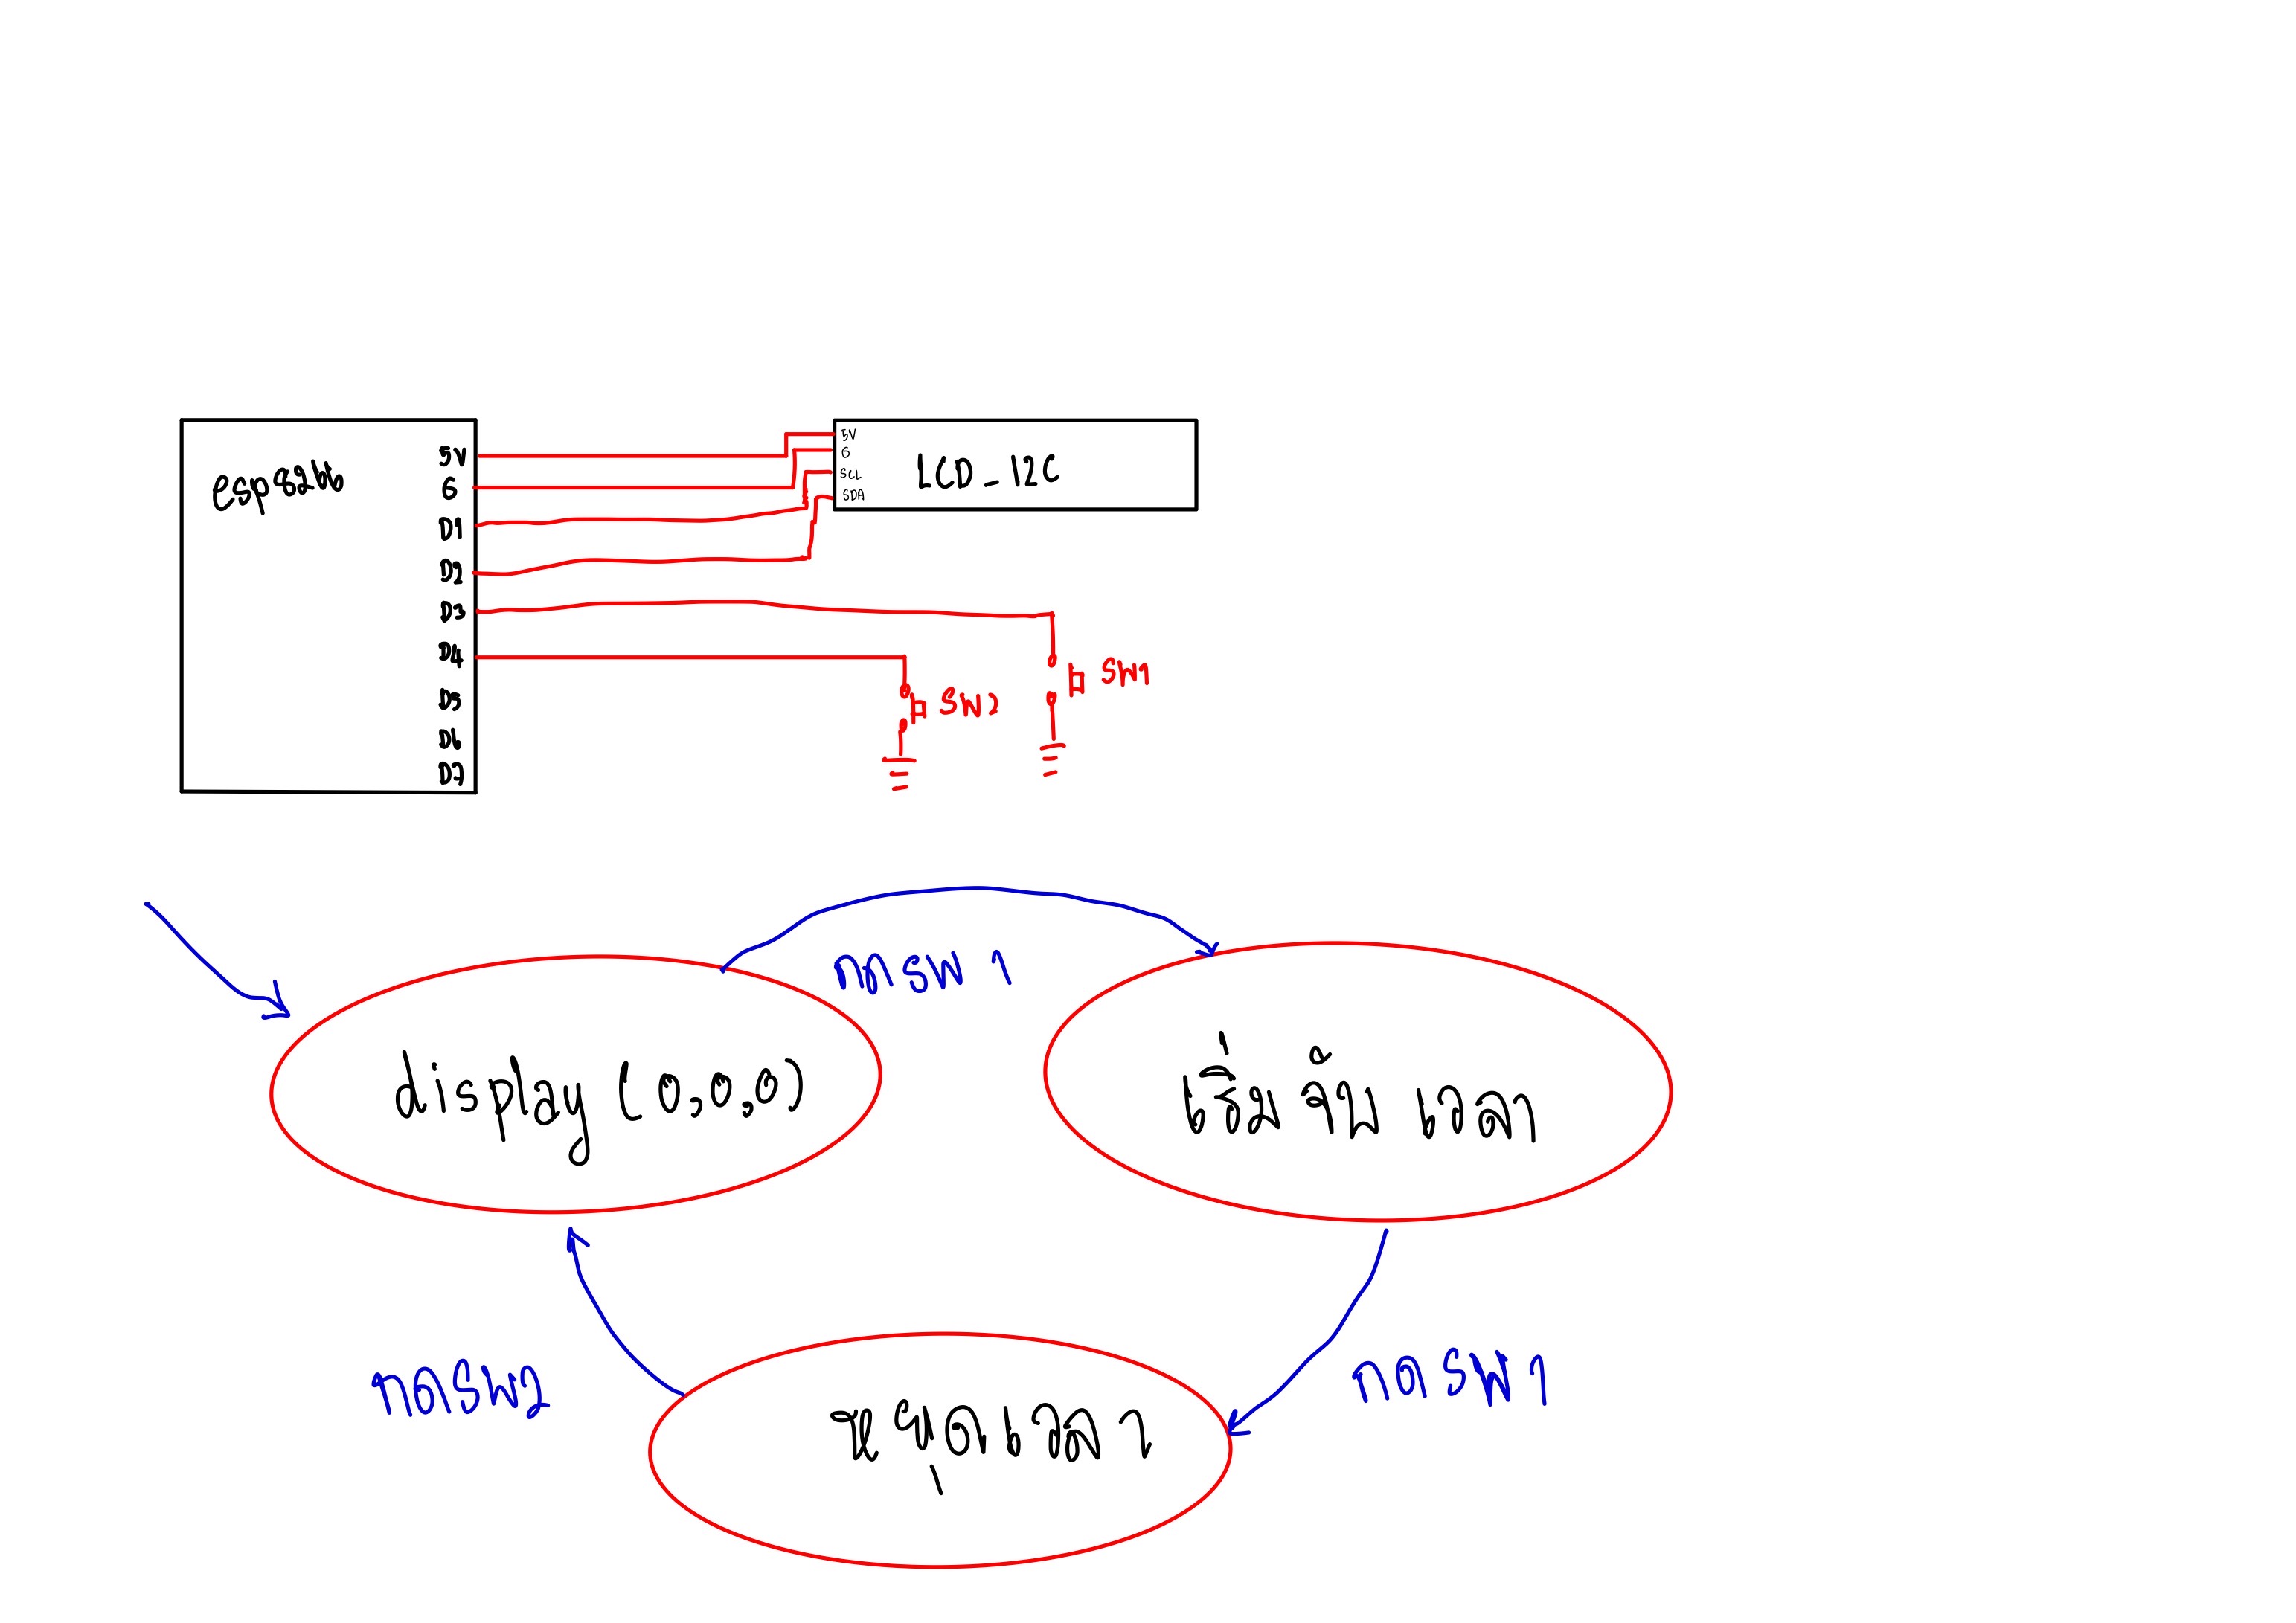 esp8266
5V
G
D1
D2
D3
D4
D5
D6
D7
5V
G
SCL
SDA
LCD_I2C
SW1
SW2
กดSW1
display(0,0,0)
เริ่มจับเวลา
กดSW2
กดSW1
หยุดเวลา